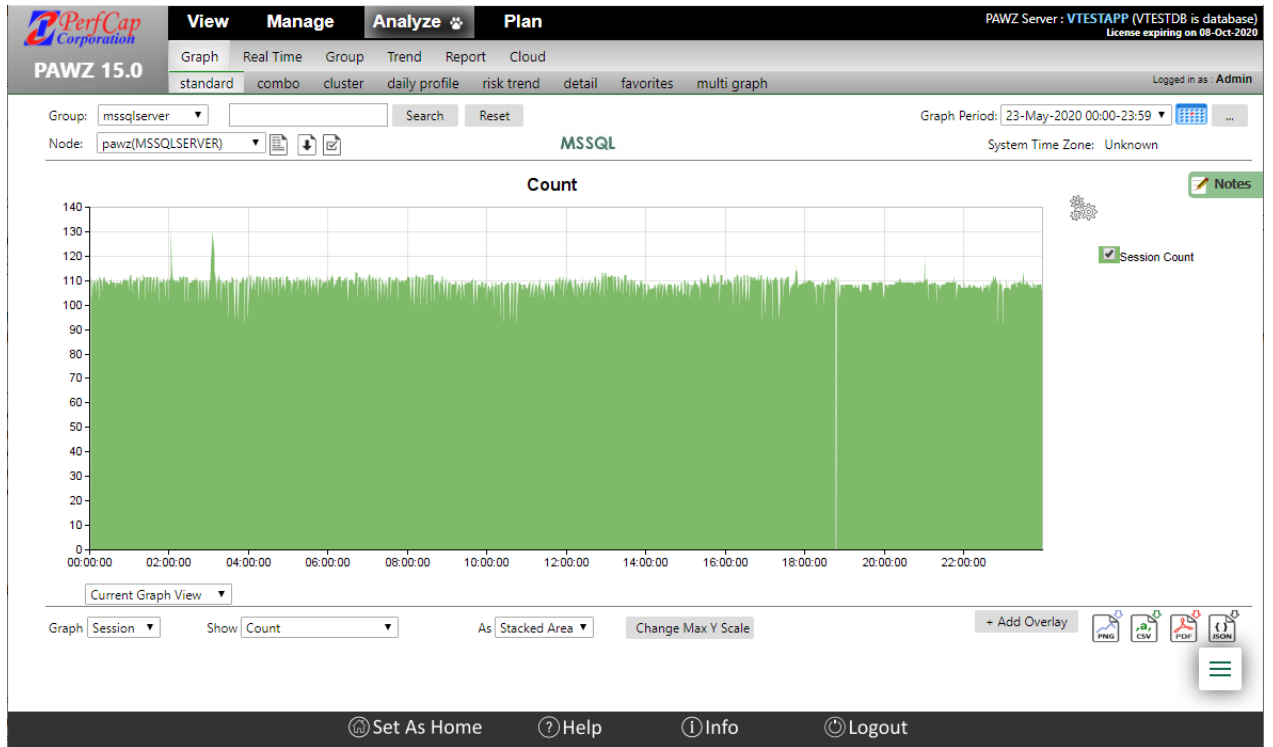 PerfCap
Corporation
PAWZ 15.0
View Manage Analyze Plan
PAWZ Server : VTESTAPP (VTESTDB is database)
License expiring on 08-Oct-2020
Graph Real Time Group Trend Report Cloud
standard combo cluster daily profile risk trend detail favorites multi graph
Logged in as : Admin
Group: mssqlserver Search Reset
Graph Period: 23-May-2020 00:00-23:59 ...
Node: pawz(MSSQLSERVER)
MSSQL
System Time Zone: Unknown
Count
Notes
Session Count
140
130
120
110
100
90
80
70
60
50
40
30
20
10
0
00:00:00 02:00:00 04:00:00 06:00:00 08:00:00 10:00:00 12:00:00 14:00:00 16:00:00 18:00:00 20:00:00 22:00:00
Current Graph View
Graph Session Show Count As Stacked Area Change Max Y Scale
+ Add Overlay
PNG
,a,
CSV
PDF
{ }
JSON
Set As Home ? Help i Info Logout